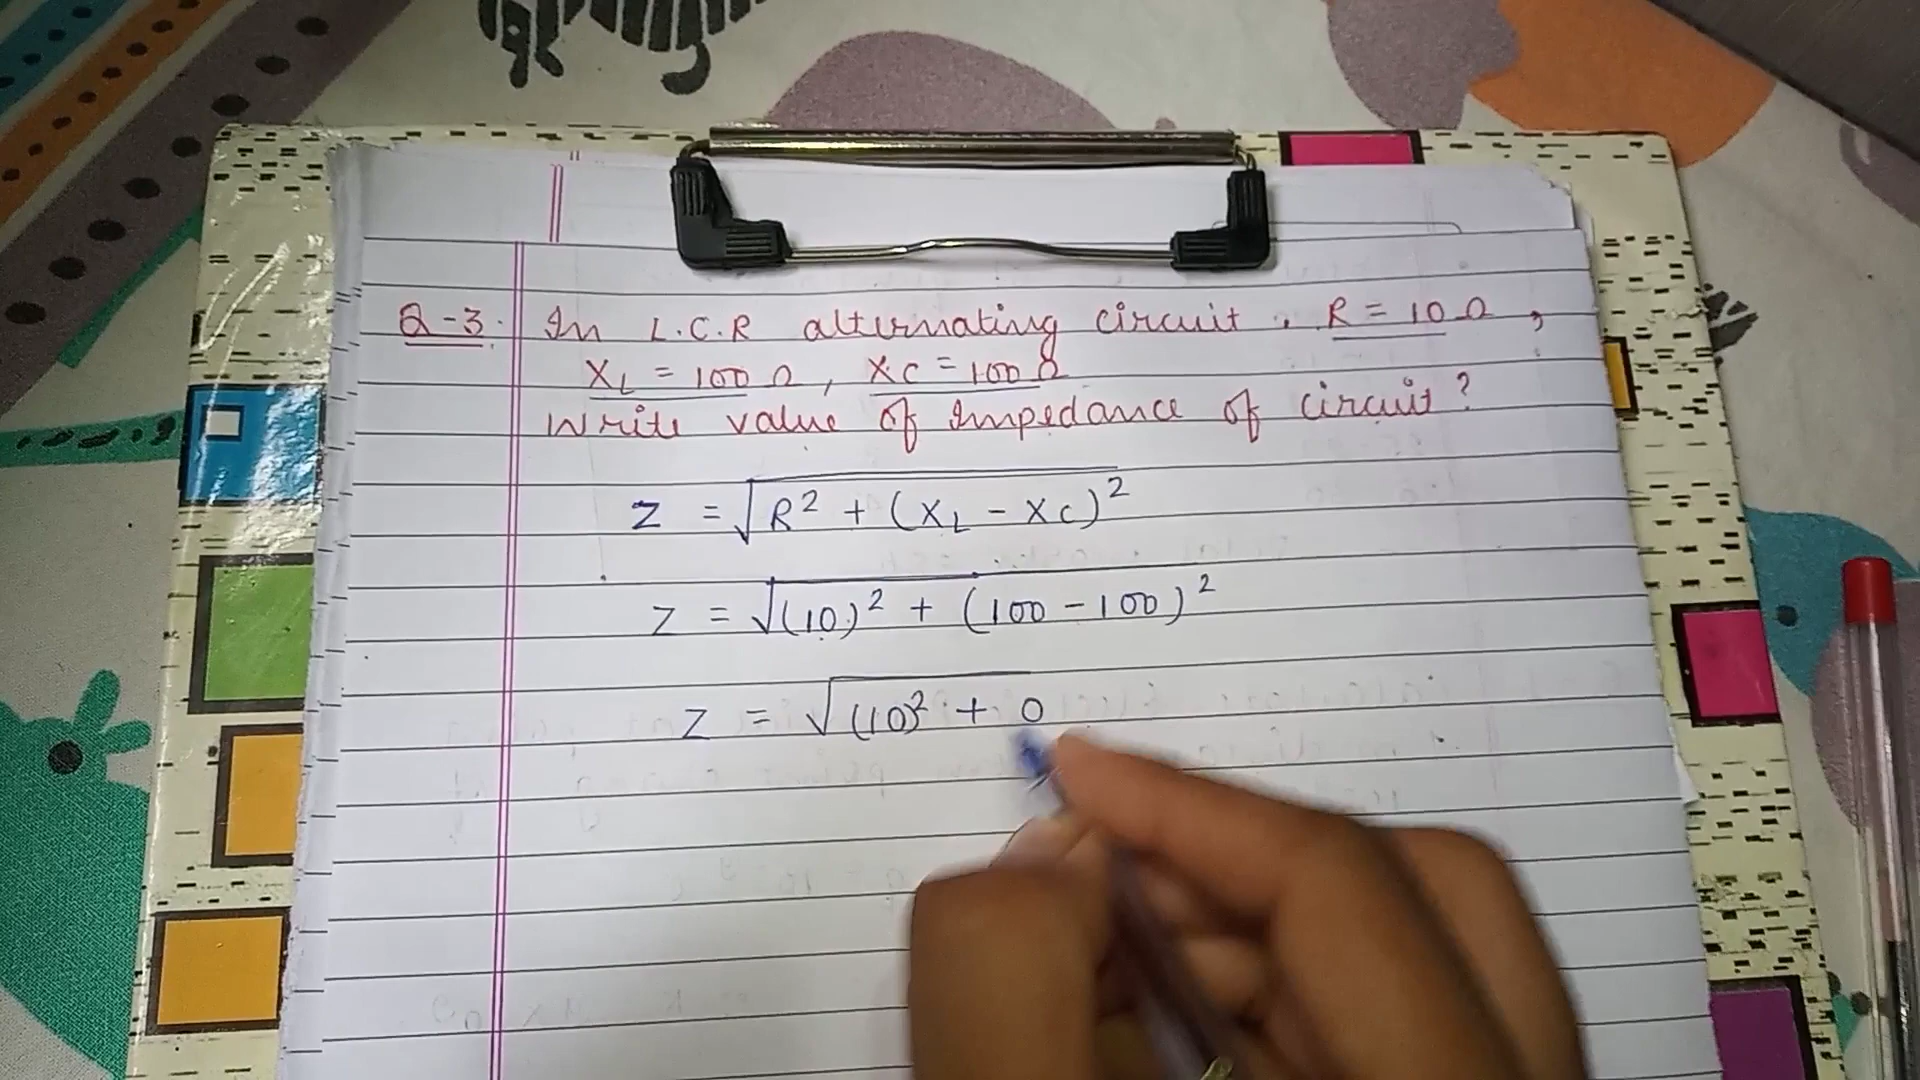 Q-3. In L.C.R alternating circuit, R = 10 Ω,
XL = 100 Ω, XC = 100 Ω
Write value of Impedance of circuit?
Z = √R² + (XL - XC)²
Z = √(10)² + (100 - 100)²
Z = √(10)² + 0